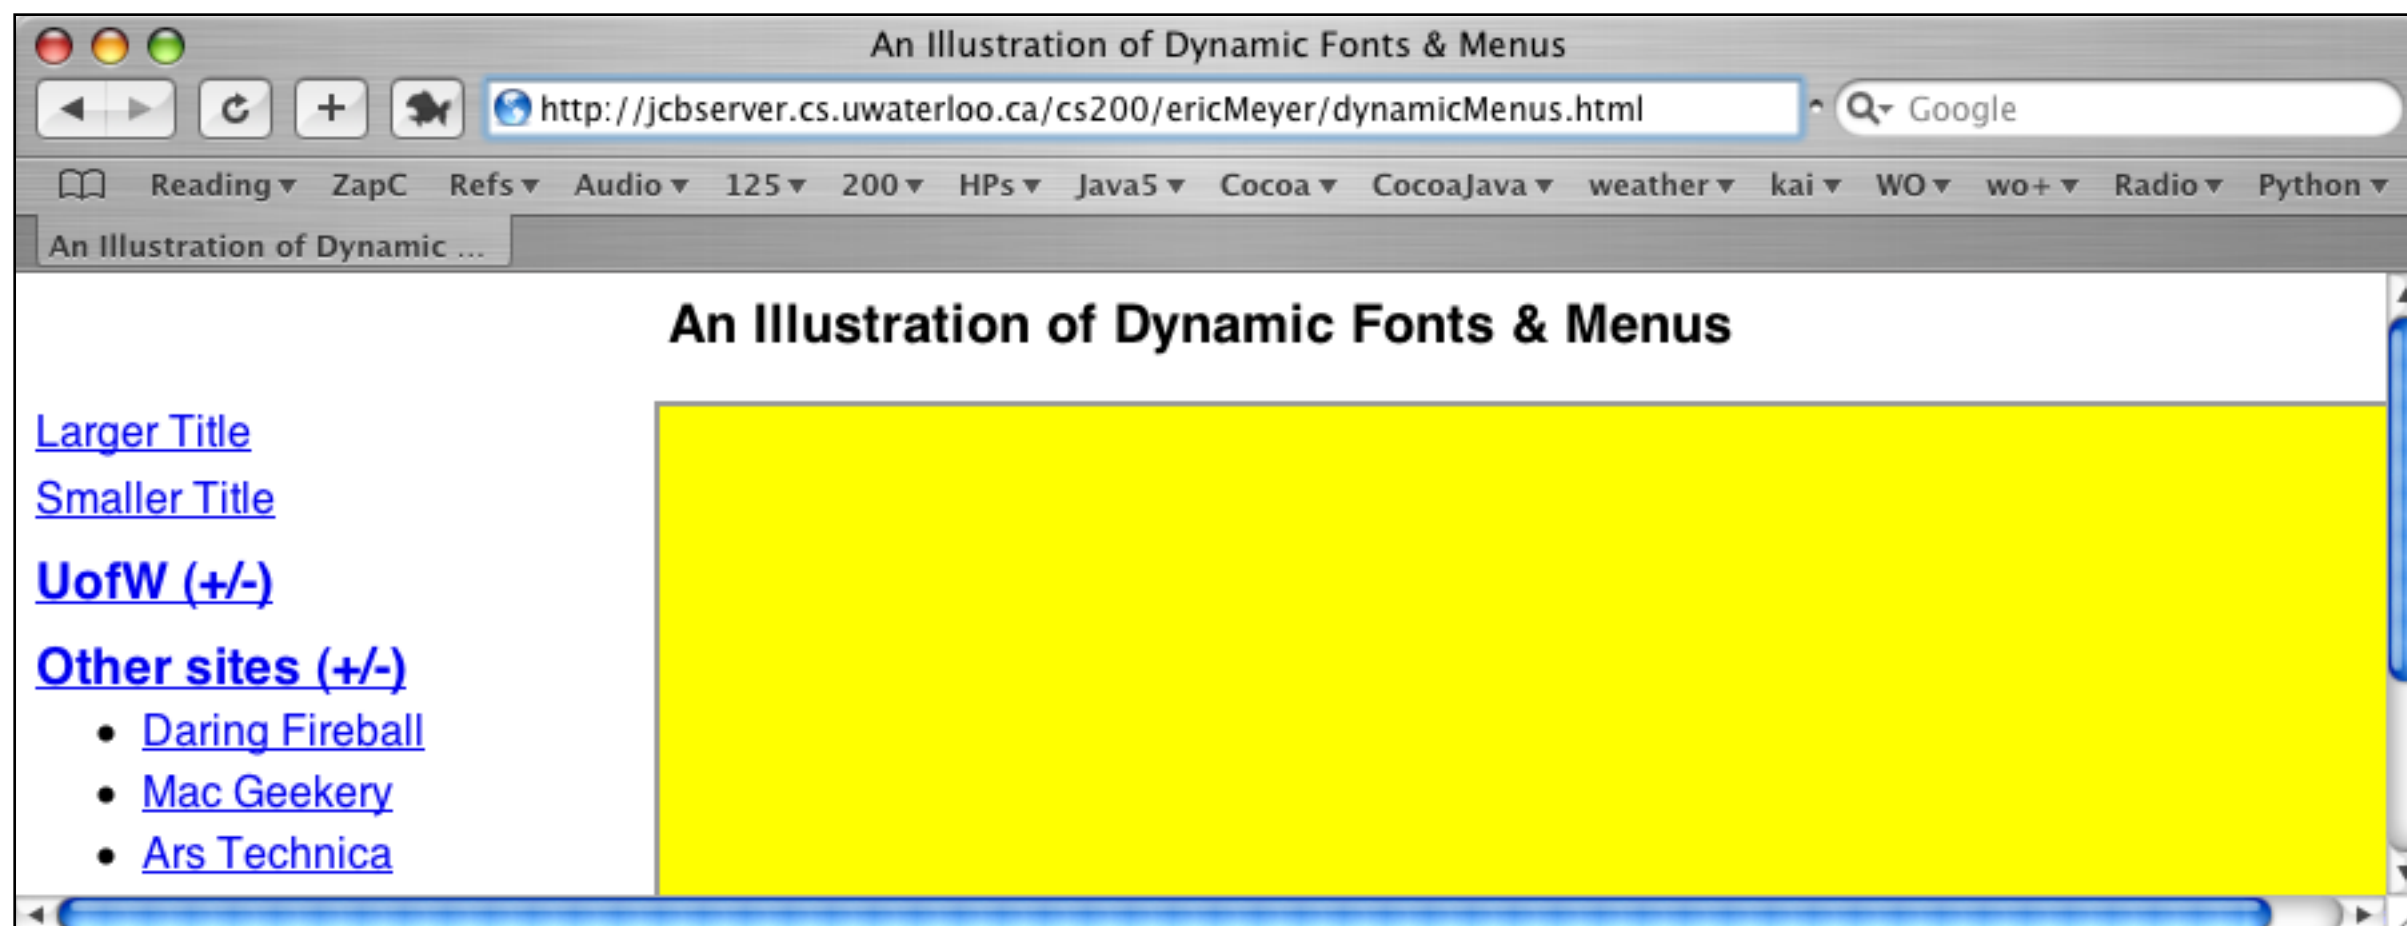 An Illustration of Dynamic Fonts & Menus
http://jcbserver.cs.uwaterloo.ca/cs200/ericMeyer/dynamicMenus.html Google
Reading ZapC Refs Audio 125 200 HPs Java5 Cocoa CocoaJava weather kai WO wo+ Radio Python
An Illustration of Dynamic ...
An Illustration of Dynamic Fonts & Menus
Larger Title
Smaller Title
UofW (+/-)
Other sites (+/-)
• Daring Fireball
• Mac Geekery
• Ars Technica